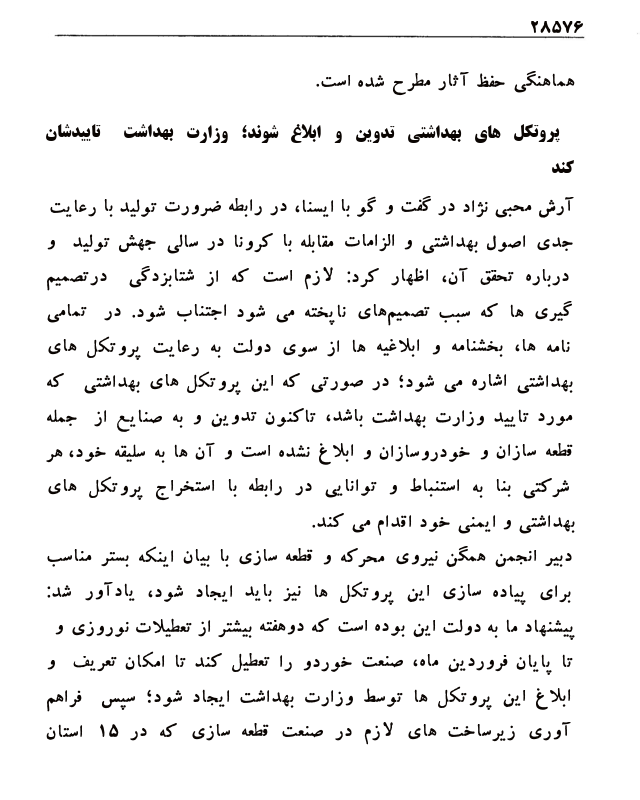 ۲۸۵۷۶
هماهنگی حفظ آثار مطرح شده است.
پروتکل های بهداشتی تدوین و ابلاغ شوند؛ وزارت بهداشت تاییدشان
کند
آرش محبی نژاد در گفت و گو با ایسنا، در رابطه ضرورت تولید با رعایت
جدی اصول بهداشتی و الزامات مقابله با کرونا در سالی جهش تولید و
درباره تحقق آن، اظهار کرد: لازم است که از شتابزدگی درتصمیم
گیری ها که سبب تصمیم‌های ناپخته می شود اجتناب شود. در تمامی
نامه ها، بخشنامه و ابلاغیه ها از سوی دولت به رعایت پروتکل های
بهداشتی اشاره می شود؛ در صورتی که این پروتکل های بهداشتی که
مورد تایید وزارت بهداشت باشد، تاکنون تدوین و به صنایع از جمله
قطعه سازان و خودروسازان و ابلاغ نشده است و آن ها به سلیقه خود، هر
شرکتی بنا به استنباط و توانایی در رابطه با استخراج پروتکل های
بهداشتی و ایمنی خود اقدام می کند.
دبیر انجمن همگن نیروی محرکه و قطعه سازی با بیان اینکه بستر مناسب
برای پیاده سازی این پروتکل ها نیز باید ایجاد شود، یادآور شد:
پیشنهاد ما به دولت این بوده است که دوهفته بیشتر از تعطیلات نوروزی و
تا پایان فروردین ماه، صنعت خوردو را تعطیل کند تا امکان تعریف و
ابلاغ این پروتکل ها توسط وزارت بهداشت ایجاد شود؛ سپس فراهم
آوری زیرساخت های لازم در صنعت قطعه سازی که در ۱۵ استان